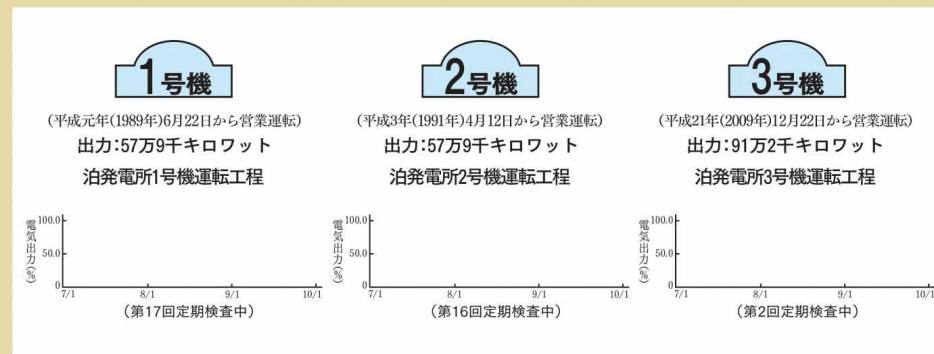 1号機
(平成元年(1989年)6月22日から営業運転)
出力:57万9千キロワット
泊発電所1号機運転工程
電気出力(%)
100.0
50.0
0
7/1 8/1 9/1 10/1
(第17回定期検査中)
2号機
(平成3年(1991年)4月12日から営業運転)
出力:57万9千キロワット
泊発電所2号機運転工程
電気出力(%)
100.0
50.0
0
7/1 8/1 9/1 10/1
(第16回定期検査中)
3号機
(平成21年(2009年)12月22日から営業運転)
出力:91万2千キロワット
泊発電所3号機運転工程
電気出力(%)
100.0
50.0
0
7/1 8/1 9/1 10/1
(第2回定期検査中)